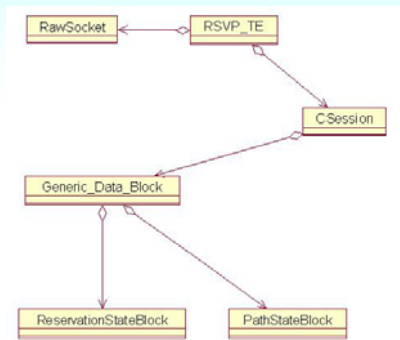 RawSocket
RSVP_TE
CSession
Generic_Data_Block
ReservationStateBlock
PathStateBlock